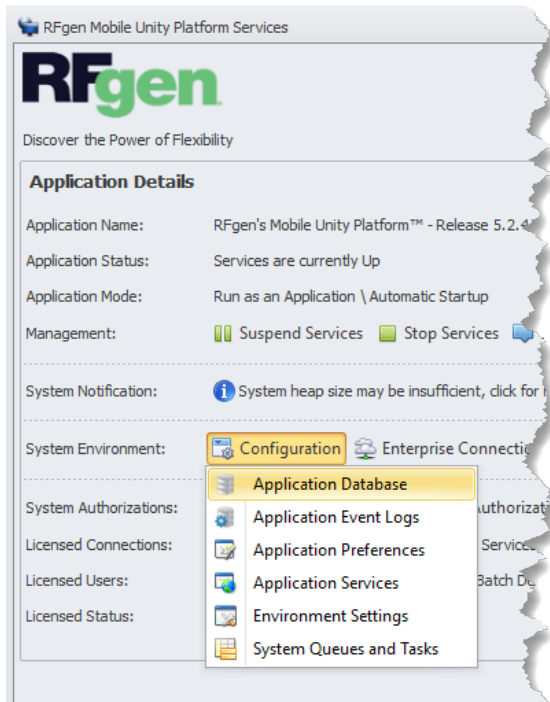 RFgen Mobile Unity Platform Services
RFgen
Discover the Power of Flexibility
Application Details
Application Name: RFgen's Mobile Unity Platform™ - Release 5.2.
Application Status: Services are currently Up
Application Mode: Run as an Application \ Automatic Startup
Management: Suspend Services Stop Services
System Notification: System heap size may be insufficient, click for
System Environment: Configuration Enterprise
Application Database
System Authorizations:
Application Event Logs
Licensed Connections: Services
Application Preferences
Licensed Users: Batch
Application Services
Licensed Status:
Environment Settings
System Queues and Tasks